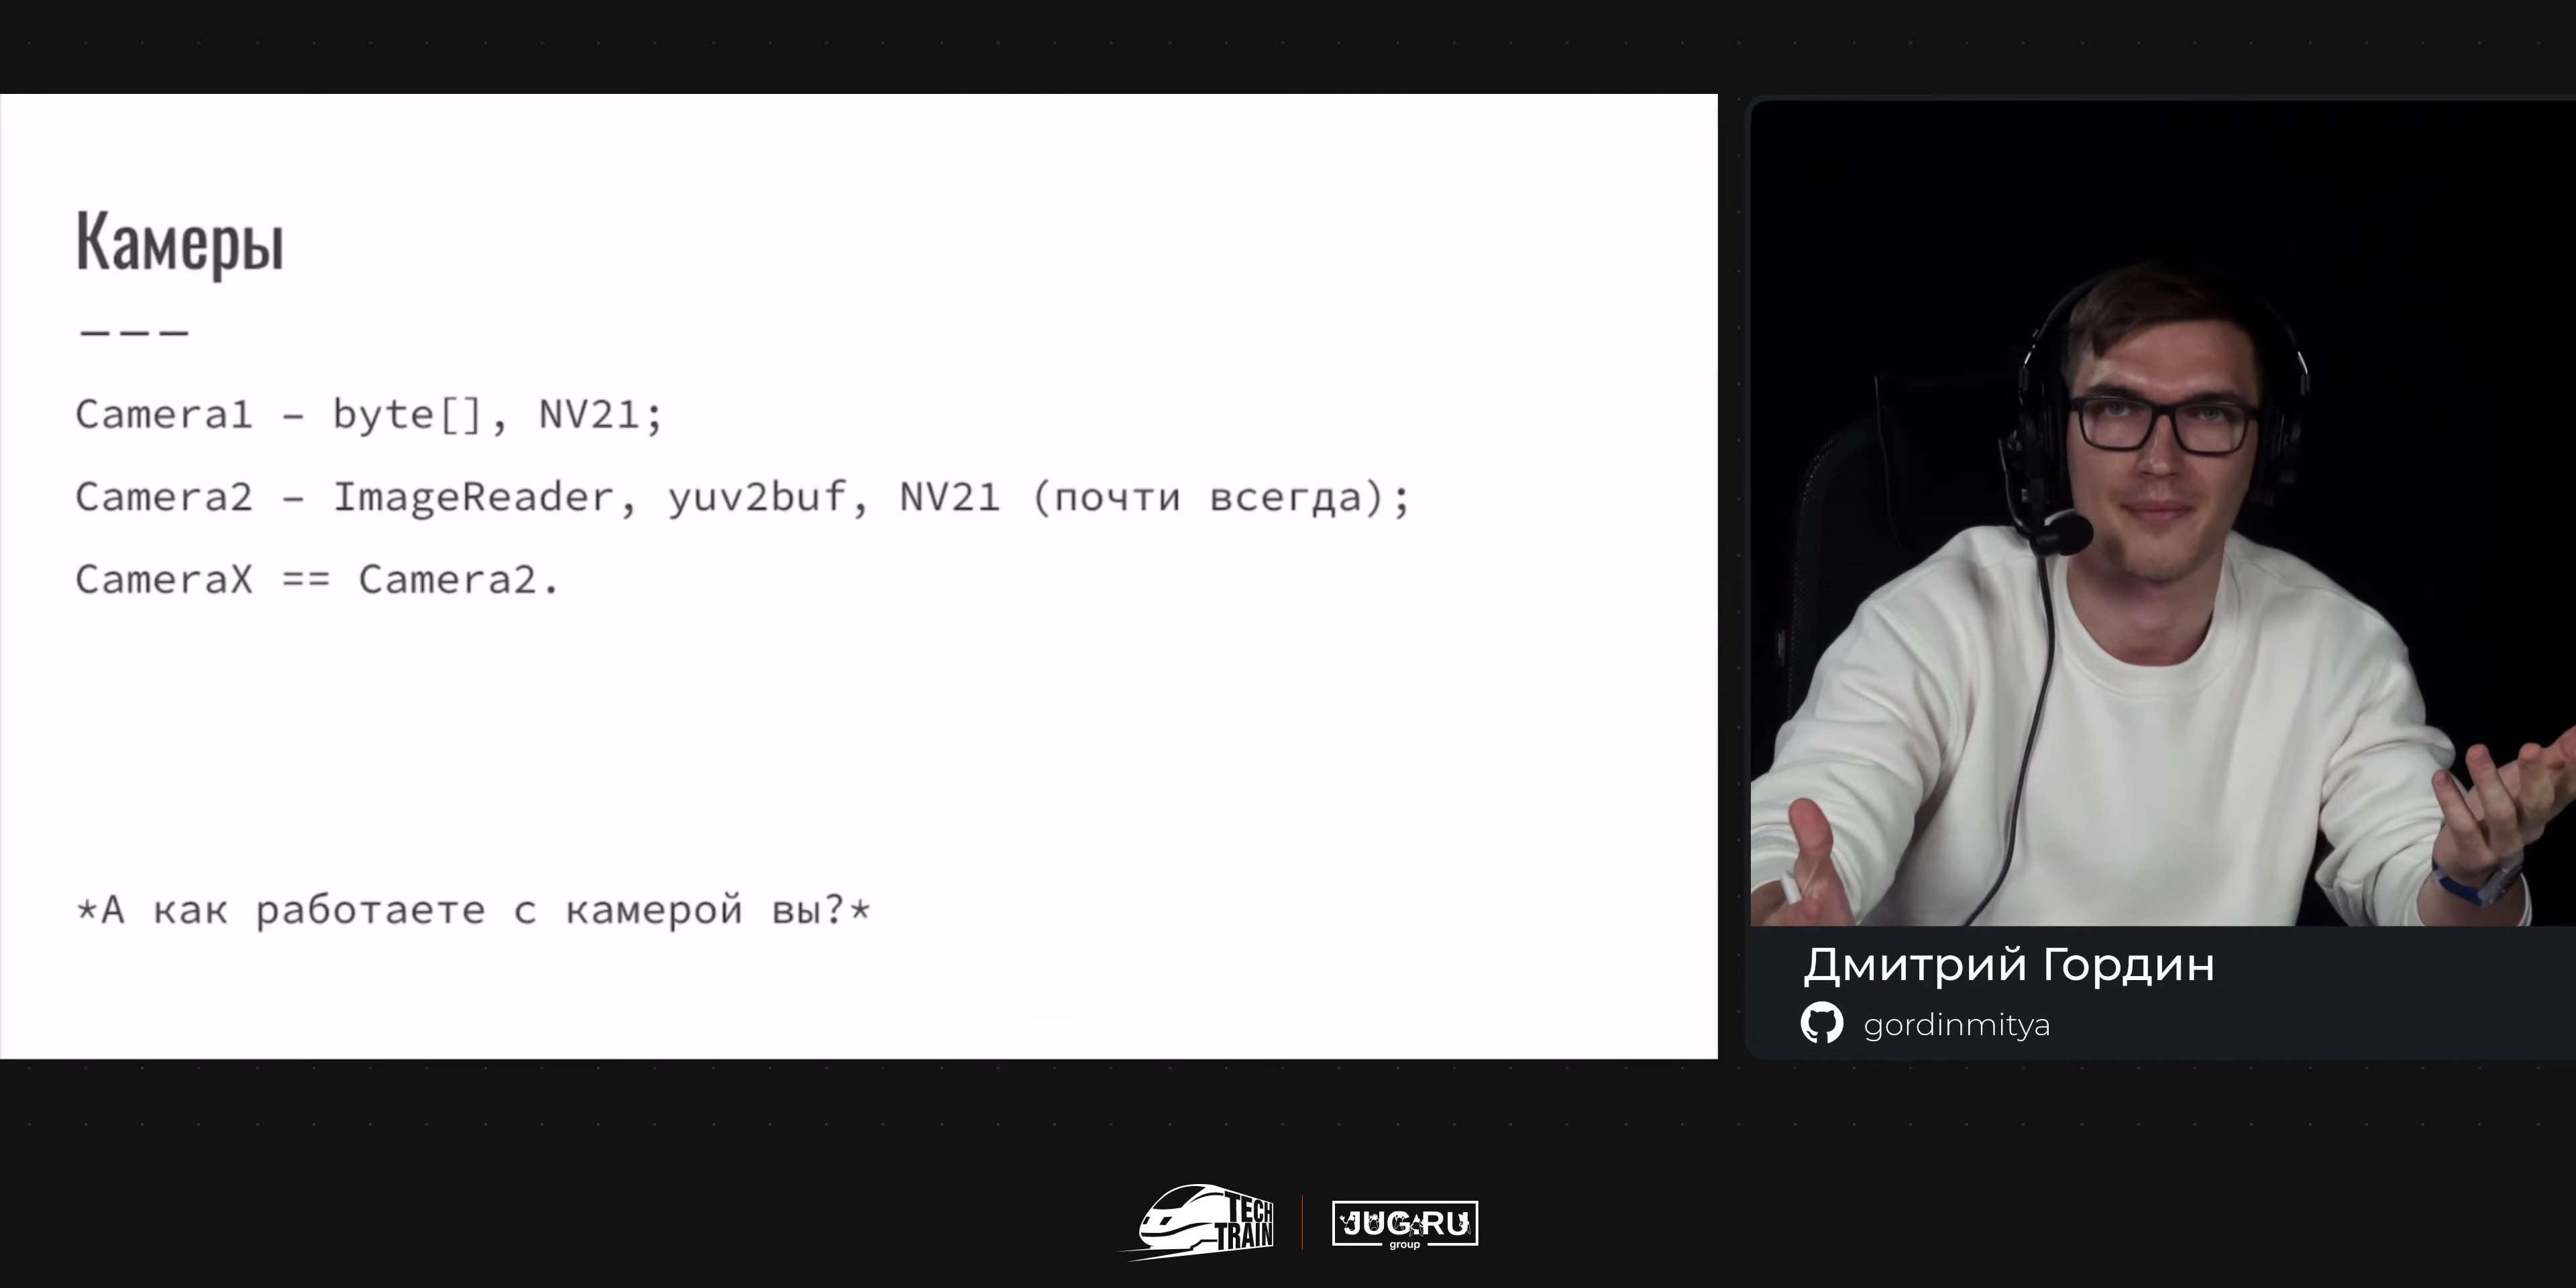 Камеры
---
Camera1 – byte[], NV21;
Camera2 – ImageReader, yuv2buf, NV21 (почти всегда);
CameraX == Camera2.
*А как работаете с камерой вы?*
Дмитрий Гордин
gordinmitya
TECH
TRAIN
JUG.RU
group